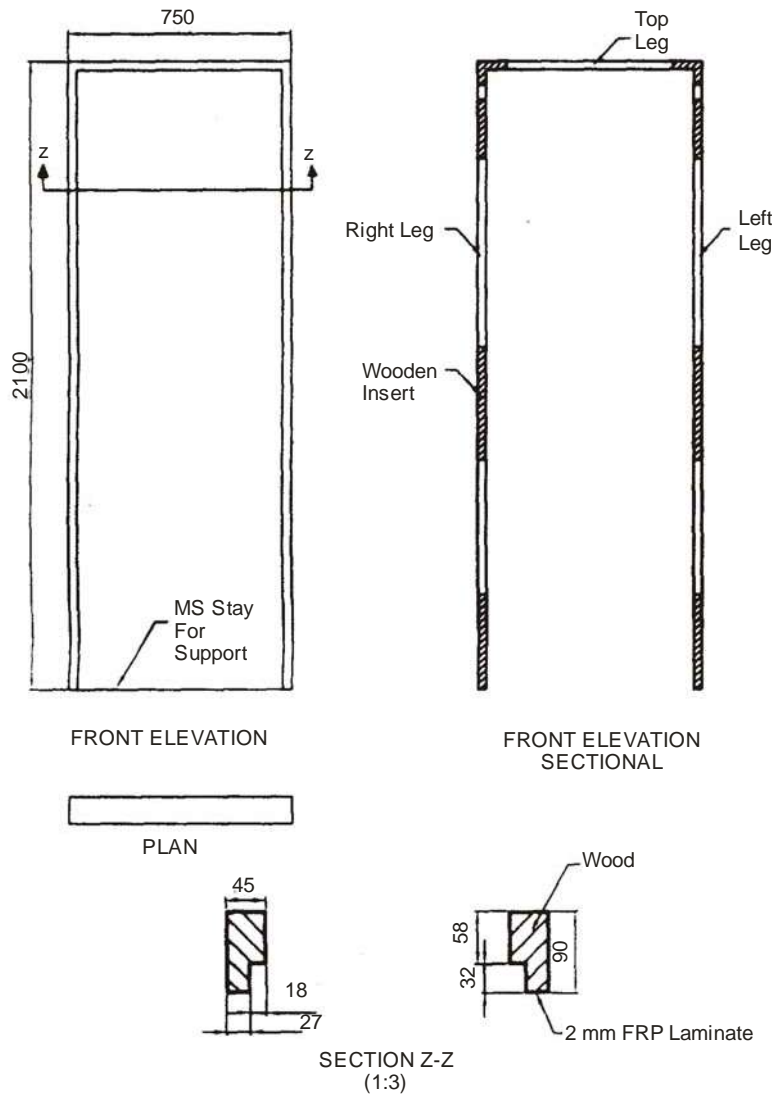 750
z
z
2100
MS Stay
For
Support
FRONT ELEVATION
PLAN
Top
Leg
Right Leg
Left
Leg
Wooden
Insert
FRONT ELEVATION
SECTIONAL
45
18
27
Wood
58
32
90
2 mm FRP Laminate
SECTION Z-Z
(1:3)